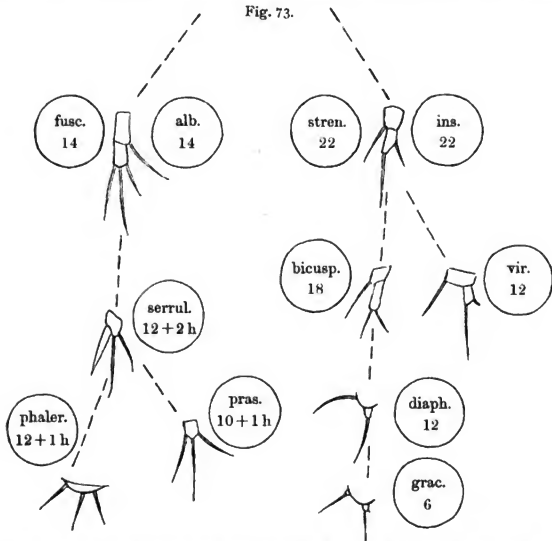 Fig. 73.
fusc.
14
alb.
14
stren.
22
ins.
22
bicusp.
18
vir.
12
serrul.
12+2 h
phaler.
12+1 h
pras.
10+1 h
diaph.
12
grac.
6